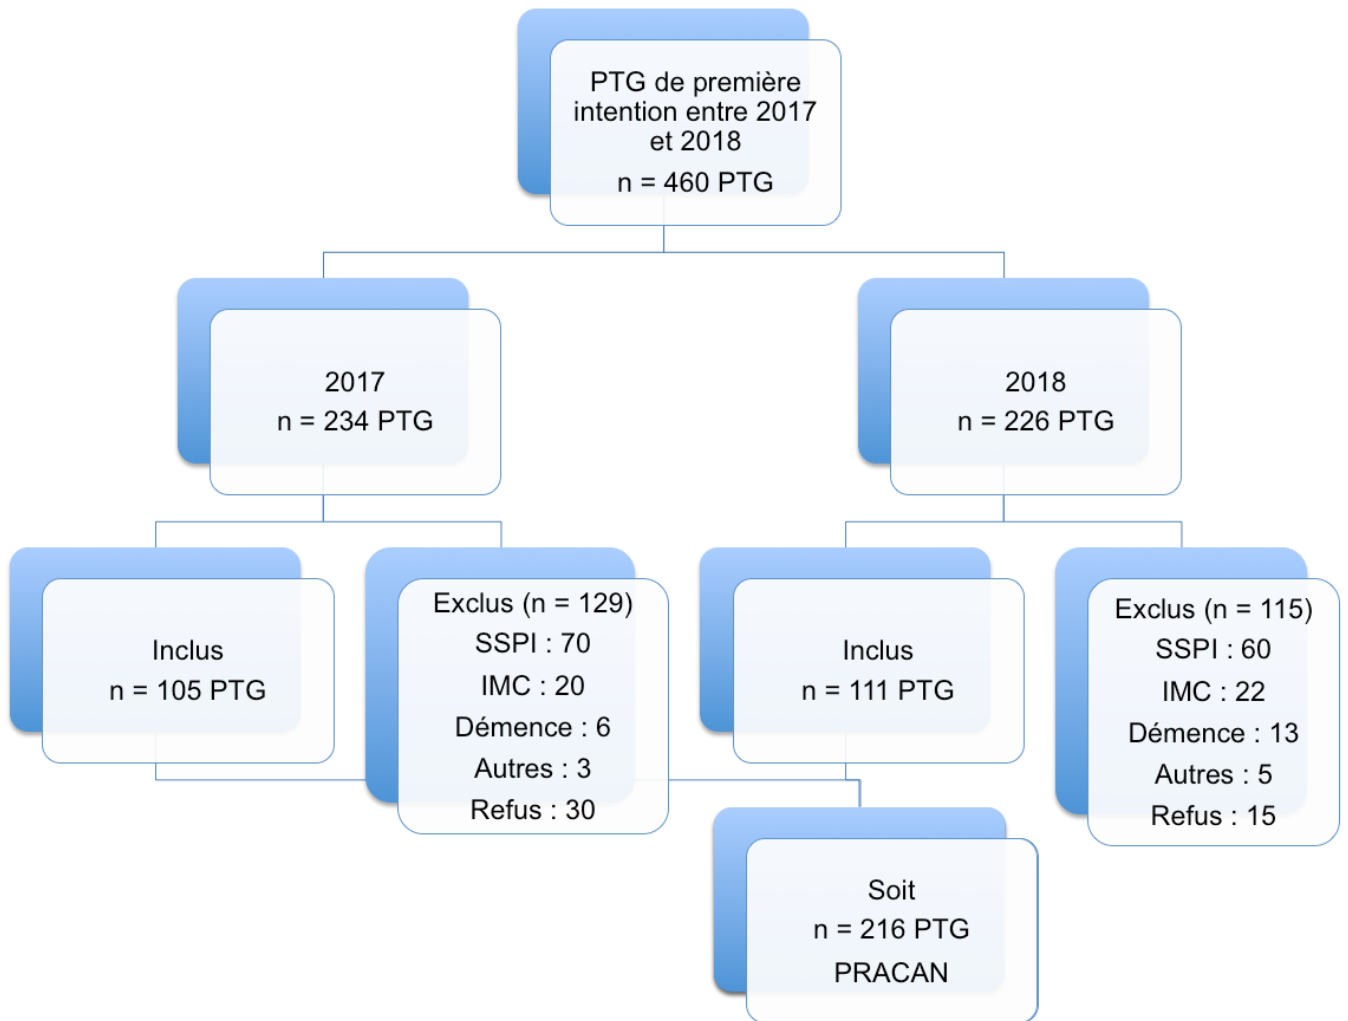 PTG de première
intention entre 2017
et 2018
n = 460 PTG
2017
n = 234 PTG
2018
n = 226 PTG
Inclus
n = 105 PTG
Exclus (n = 129)
SSPI : 70
IMC : 20
Démence : 6
Autres : 3
Refus : 30
Inclus
n = 111 PTG
Exclus (n = 115)
SSPI : 60
IMC : 22
Démence : 13
Autres : 5
Refus : 15
Soit
n = 216 PTG
PRACAN